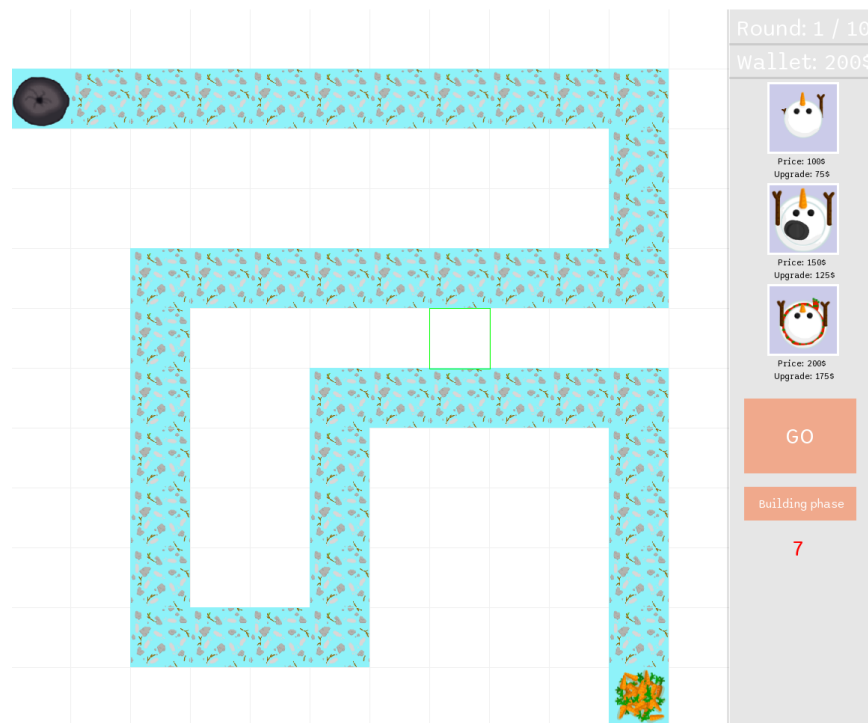 Round: 1 / 10
Wallet: 200$
Price: 100$
Upgrade: 75$
Price: 150$
Upgrade: 125$
Price: 200$
Upgrade: 175$
GO
Building phase
7